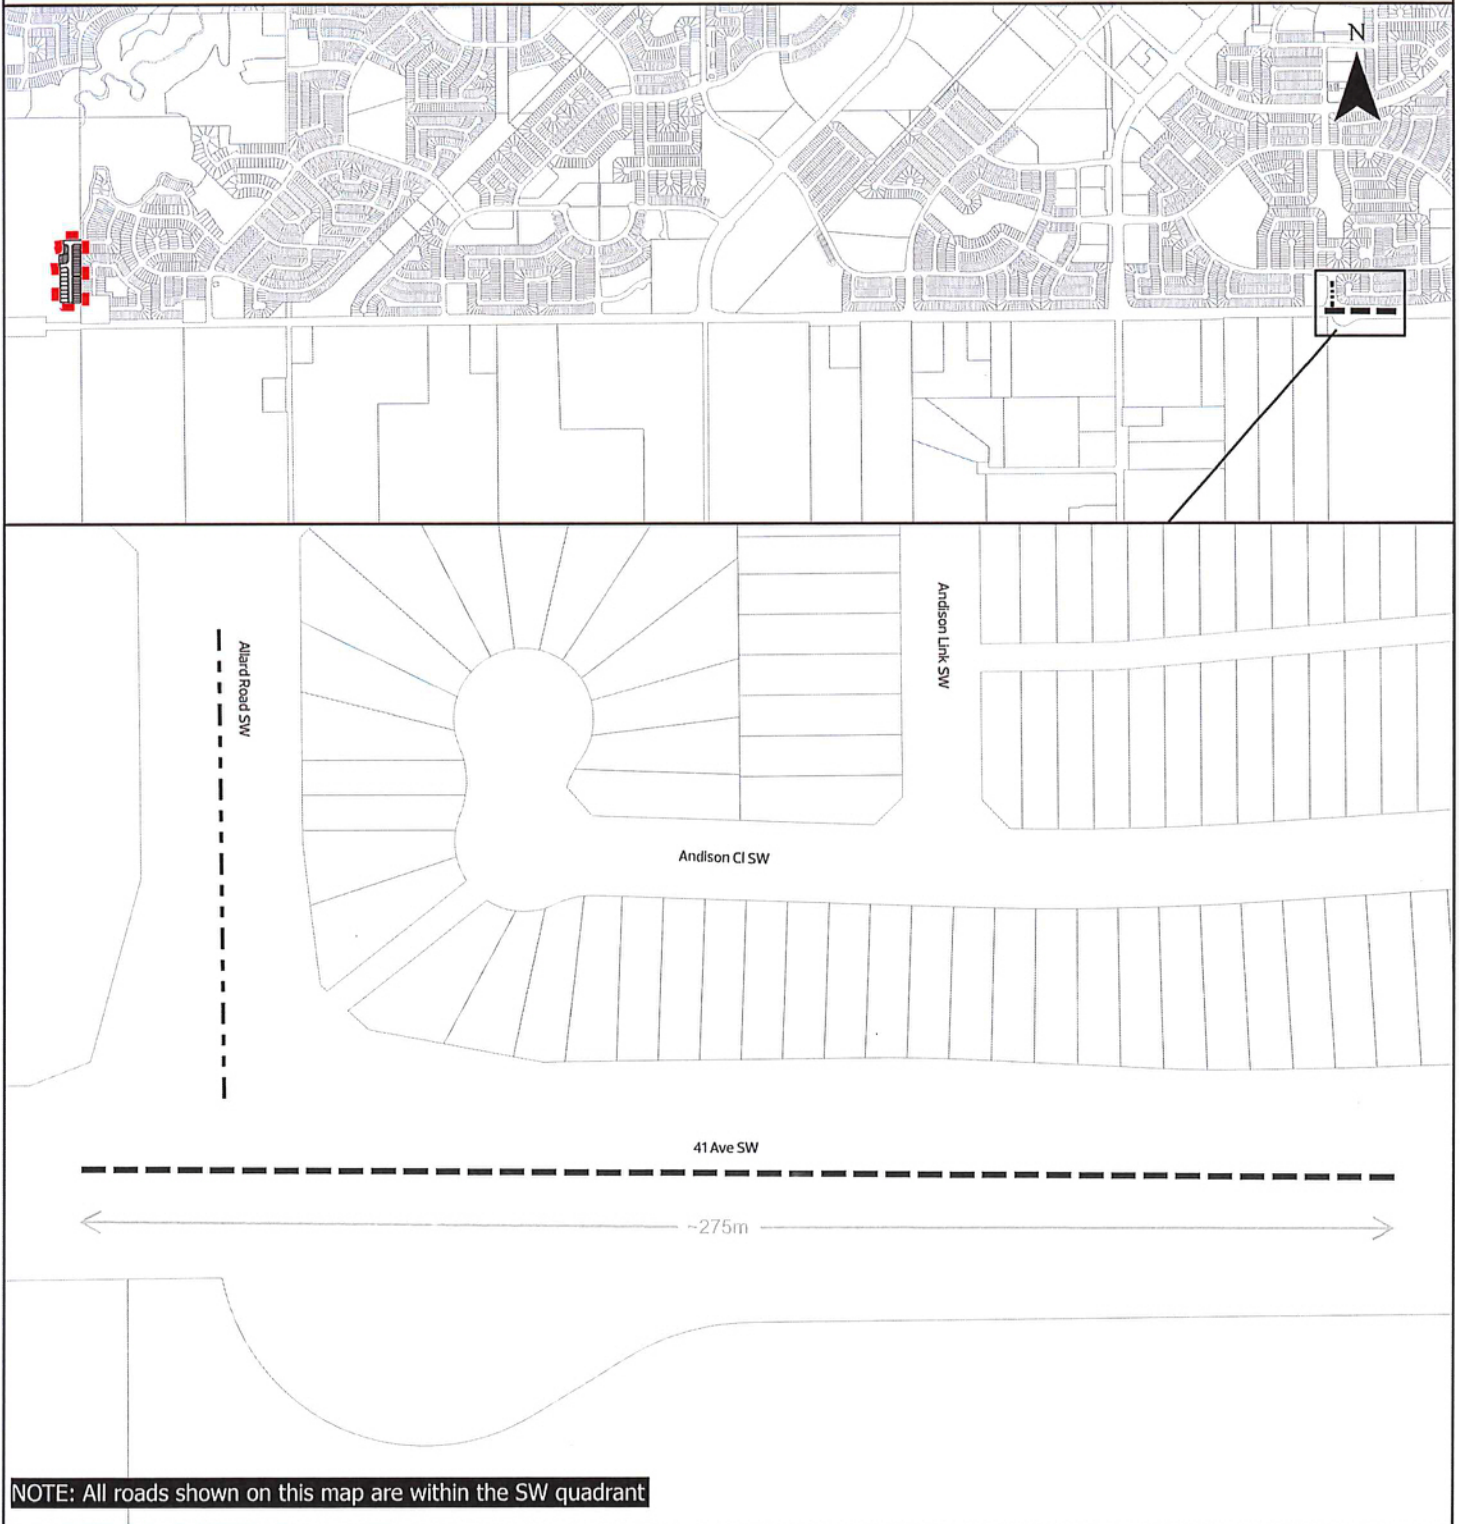 N
Andison Link SW
Allard Road SW
Andison Cl SW
41 Ave SW
~275m
NOTE: All roads shown on this map are within the SW quadrant